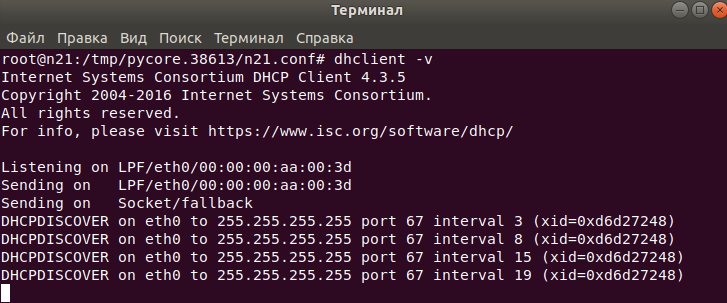 Терминал
Файл Правка Вид Поиск Терминал Справка
root@n21:/tmp/pycore.38613/n21.conf# dhclient -v
Internet Systems Consortium DHCP Client 4.3.5
Copyright 2004-2016 Internet Systems Consortium.
All rights reserved.
For info, please visit https://www.isc.org/software/dhcp/
Listening on LPF/eth0/00:00:00:aa:00:3d
Sending on   LPF/eth0/00:00:00:aa:00:3d
Sending on   Socket/fallback
DHCPDISCOVER on eth0 to 255.255.255.255 port 67 interval 3 (xid=0xd6d27248)
DHCPDISCOVER on eth0 to 255.255.255.255 port 67 interval 8 (xid=0xd6d27248)
DHCPDISCOVER on eth0 to 255.255.255.255 port 67 interval 15 (xid=0xd6d27248)
DHCPDISCOVER on eth0 to 255.255.255.255 port 67 interval 19 (xid=0xd6d27248)